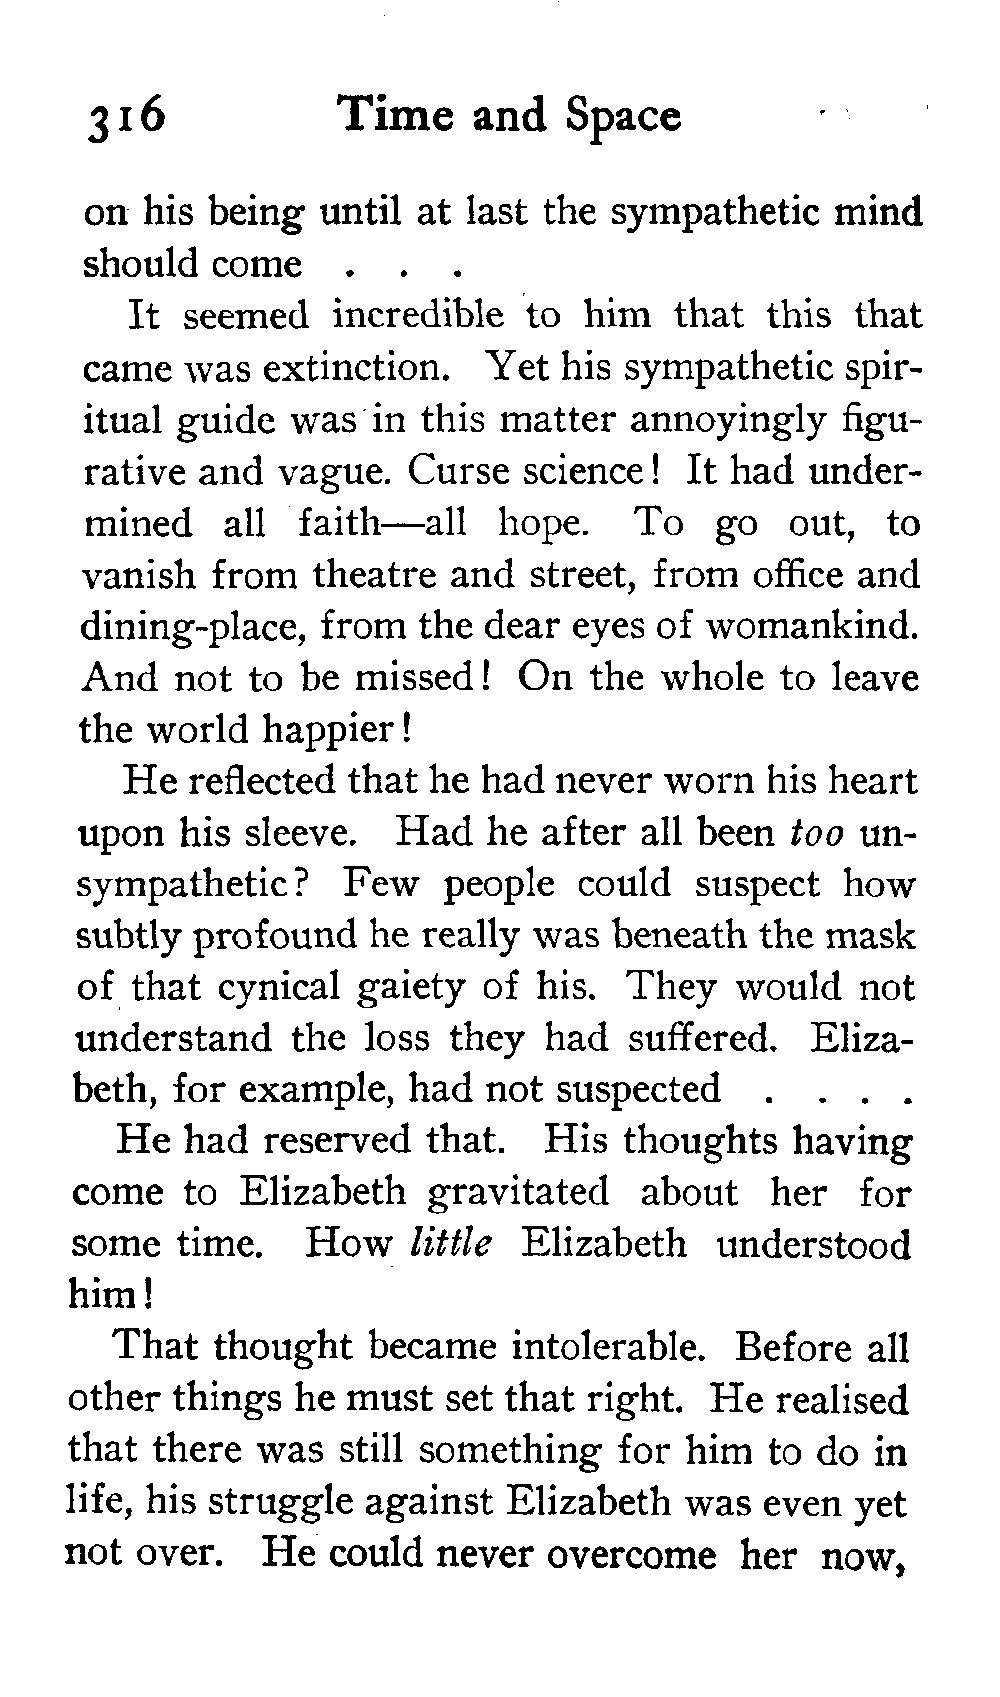 316 Time and Space
on his being until at last the sympathetic mind
should come . . .
It seemed incredible to him that this that
came was extinction. Yet his sympathetic spir-
itual guide was in this matter annoyingly figu-
rative and vague. Curse science! It had under-
mined all faith—all hope. To go out, to
vanish from theatre and street, from office and
dining-place, from the dear eyes of womankind.
And not to be missed! On the whole to leave
the world happier!
He reflected that he had never worn his heart
upon his sleeve. Had he after all been too un-
sympathetic? Few people could suspect how
subtly profound he really was beneath the mask
of that cynical gaiety of his. They would not
understand the loss they had suffered. Eliza-
beth, for example, had not suspected . . . .
He had reserved that. His thoughts having
come to Elizabeth gravitated about her for
some time. How little Elizabeth understood
him!
That thought became intolerable. Before all
other things he must set that right. He realised
that there was still something for him to do in
life, his struggle against Elizabeth was even yet
not over. He could never overcome her now,